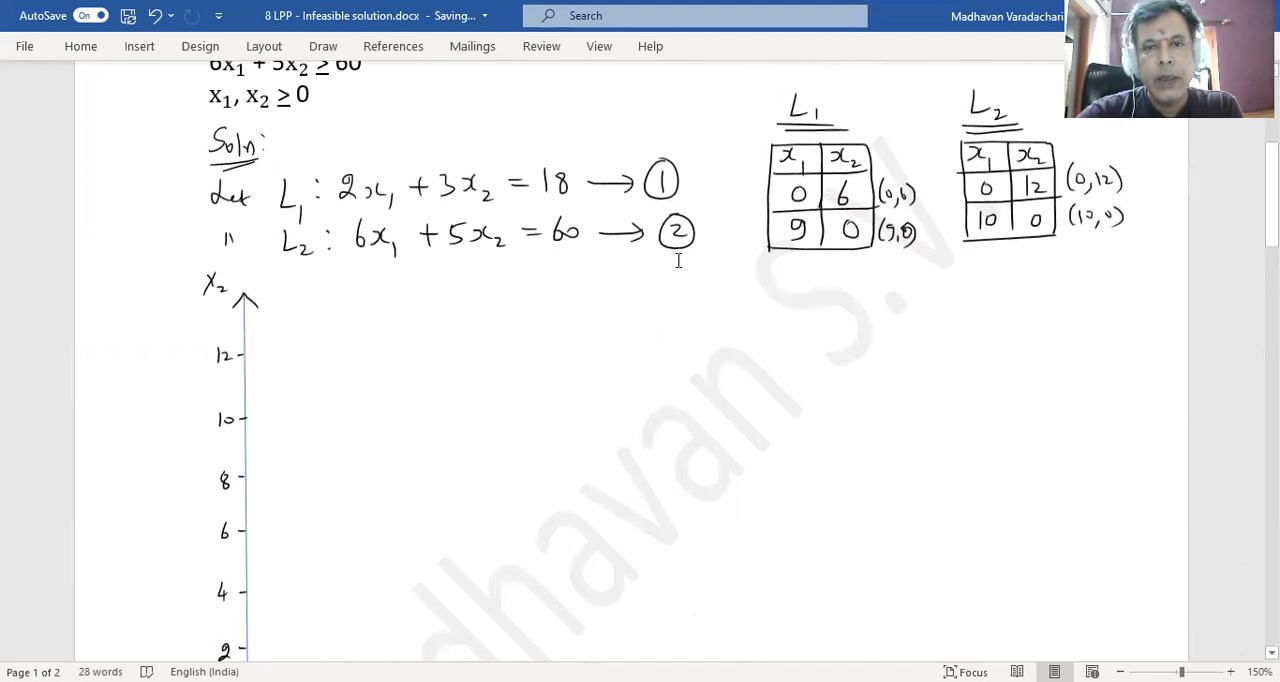 AutoSave On 8 LPP - Infeasible solution.docx - Saving... Search Madhavan Varadachari
File Home Insert Design Layout Draw References Mailings Review View Help
6x₁ + 5x₂ ≥ 60
x₁, x₂ ≥ 0
Soln:
Let L₁ : 2x₁ + 3x₂ = 18 → ①
" L₂ : 6x₁ + 5x₂ = 60 → ②
L₁
x₁ x₂
0 6 (0,6)
9 0 (9,0)
L₂
x₁ x₂
0 12 (0,12)
10 0 (10,0)
X₂
12
10
8
6
4
2
dhavan S.V
Page 1 of 2 28 words English (India) Focus 150%